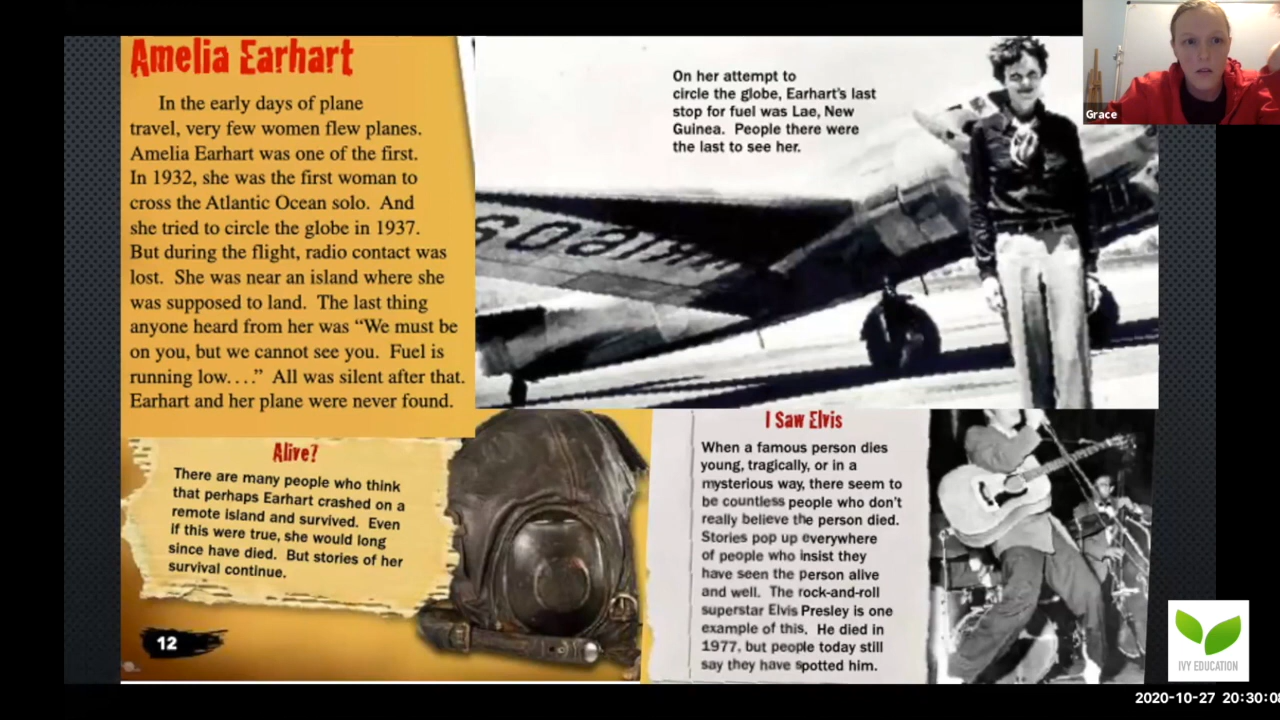 Amelia Earhart
In the early days of plane
travel, very few women flew planes.
Amelia Earhart was one of the first.
In 1932, she was the first woman to
cross the Atlantic Ocean solo. And
she tried to circle the globe in 1937.
But during the flight, radio contact was
lost. She was near an island where she
was supposed to land. The last thing
anyone heard from her was “We must be
on you, but we cannot see you. Fuel is
running low. . . .” All was silent after that.
Earhart and her plane were never found.
On her attempt to
circle the globe, Earhart’s last
stop for fuel was Lae, New
Guinea. People there were
the last to see her.
Grace
Alive?
There are many people who think
that perhaps Earhart crashed on a
remote island and survived. Even
if this were true, she would long
since have died. But stories of her
survival continue.
12
I Saw Elvis
When a famous person dies
young, tragically, or in a
mysterious way, there seem to
be countless people who don’t
really believe the person died.
Stories pop up everywhere
of people who insist they
have seen the person alive
and well. The rock-and-roll
superstar Elvis Presley is one
example of this. He died in
1977, but people today still
say they have spotted him.
IVY EDUCATION
2020-10-27 20:30:0